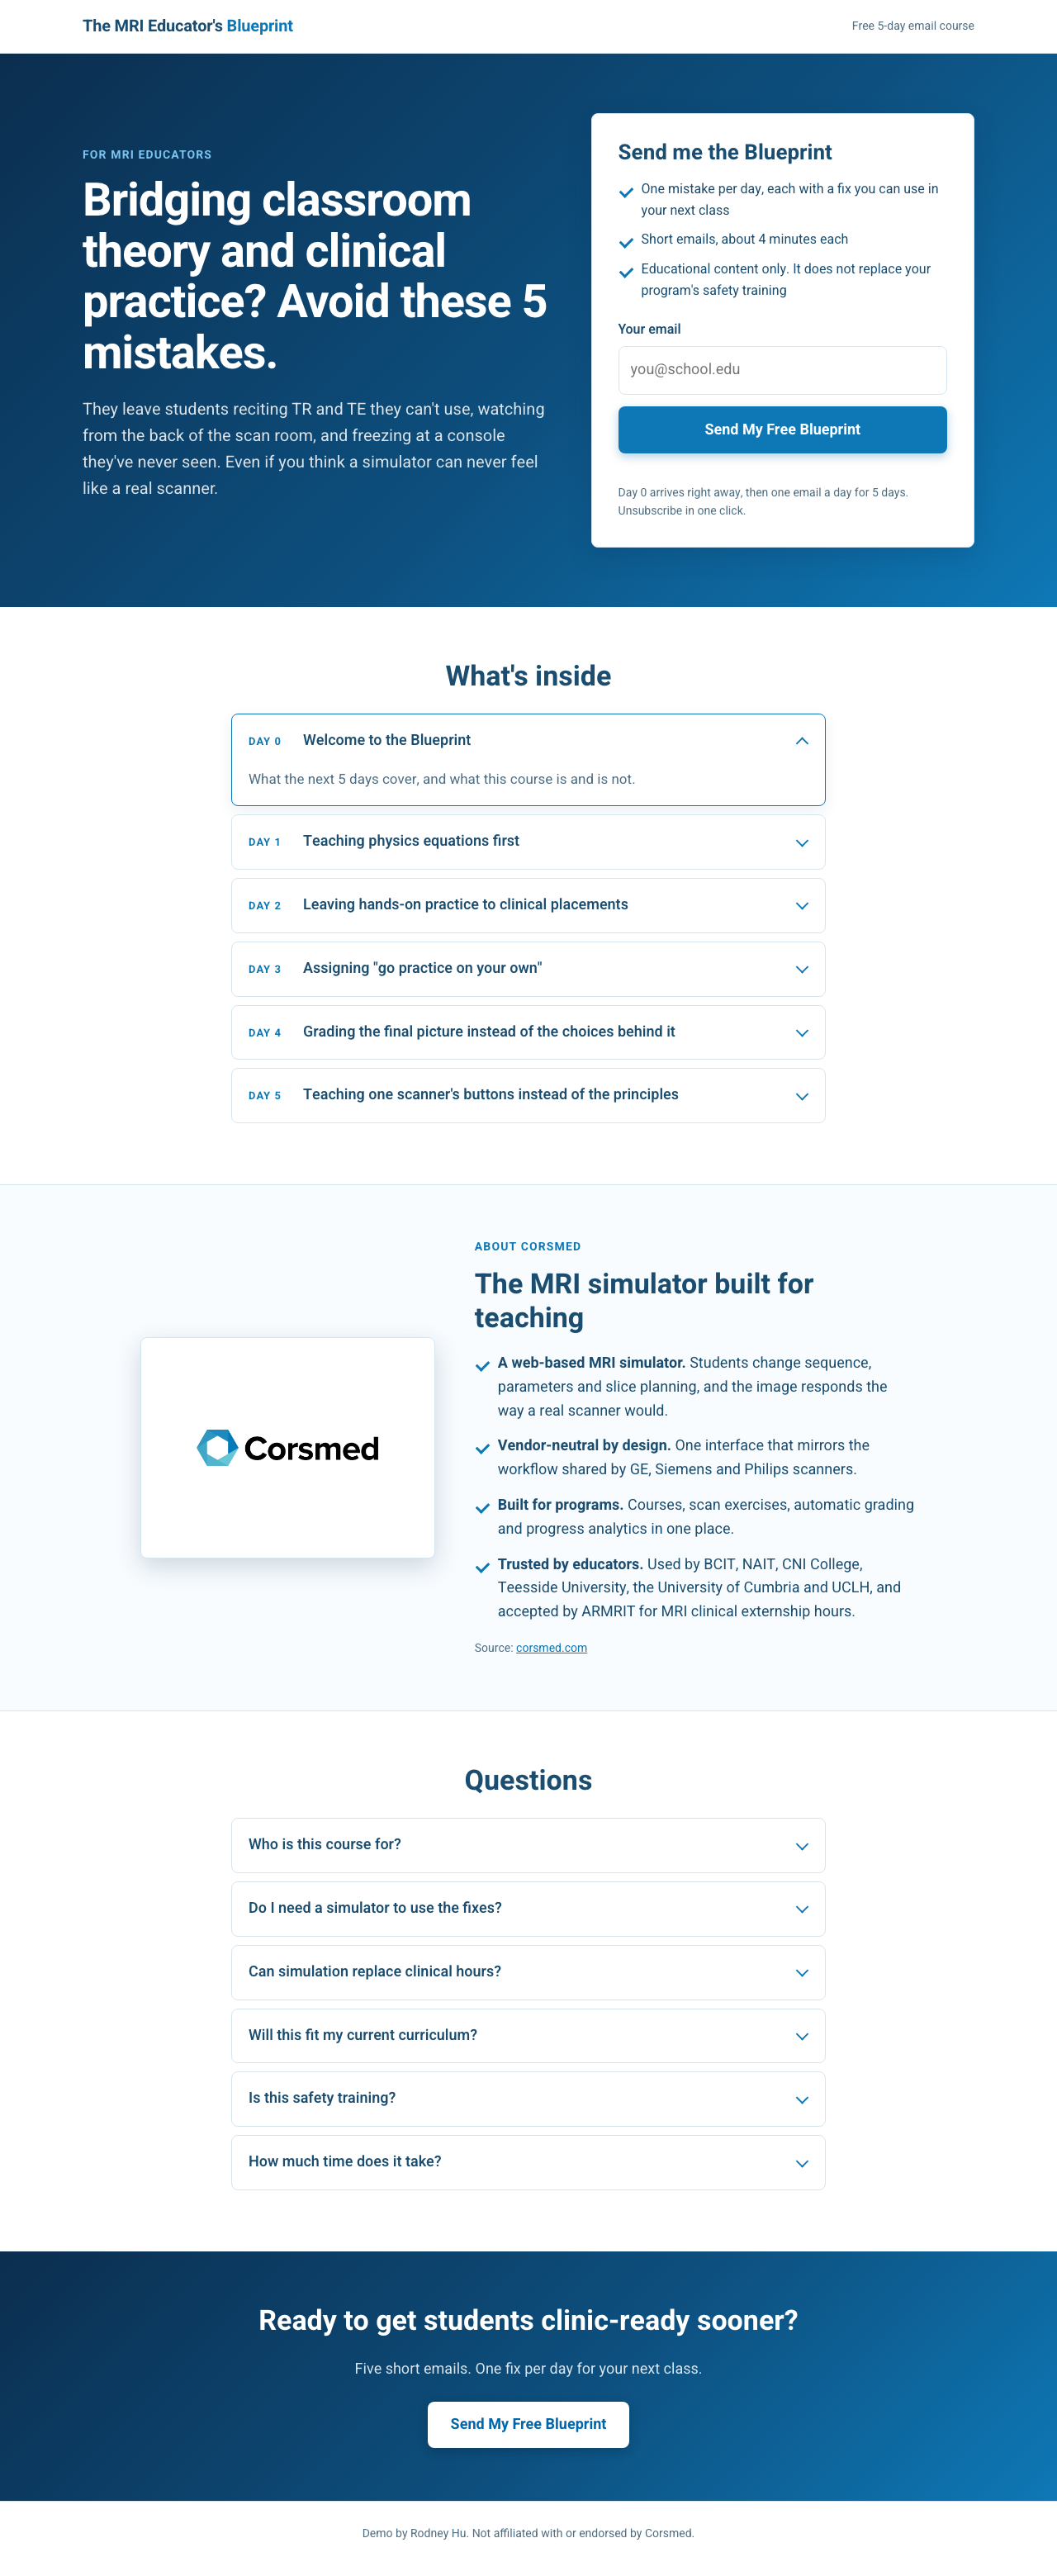 The MRI Educator's Blueprint
Free 5-day email course
FOR MRI EDUCATORS
Bridging classroom
theory and clinical
practice? Avoid these 5
mistakes.
They leave students reciting TR and TE they can't use, watching
from the back of the scan room, and freezing at a console
they've never seen. Even if you think a simulator can never feel
like a real scanner.
Send me the Blueprint
One mistake per day, each with a fix you can use in
your next class
Short emails, about 4 minutes each
Educational content only. It does not replace your
program's safety training
Your email
you@school.edu
Send My Free Blueprint
Day 0 arrives right away, then one email a day for 5 days.
Unsubscribe in one click.
What's inside
DAY 0 Welcome to the Blueprint
What the next 5 days cover, and what this course is and is not.
DAY 1 Teaching physics equations first
DAY 2 Leaving hands-on practice to clinical placements
DAY 3 Assigning "go practice on your own"
DAY 4 Grading the final picture instead of the choices behind it
DAY 5 Teaching one scanner's buttons instead of the principles
Corsmed
ABOUT CORSMED
The MRI simulator built for
teaching
A web-based MRI simulator. Students change sequence,
parameters and slice planning, and the image responds the
way a real scanner would.
Vendor-neutral by design. One interface that mirrors the
workflow shared by GE, Siemens and Philips scanners.
Built for programs. Courses, scan exercises, automatic grading
and progress analytics in one place.
Trusted by educators. Used by BCIT, NAIT, CNI College,
Teesside University, the University of Cumbria and UCLH, and
accepted by ARMRIT for MRI clinical externship hours.
Source: corsmed.com
Questions
Who is this course for?
Do I need a simulator to use the fixes?
Can simulation replace clinical hours?
Will this fit my current curriculum?
Is this safety training?
How much time does it take?
Ready to get students clinic-ready sooner?
Five short emails. One fix per day for your next class.
Send My Free Blueprint
Demo by Rodney Hu. Not affiliated with or endorsed by Corsmed.